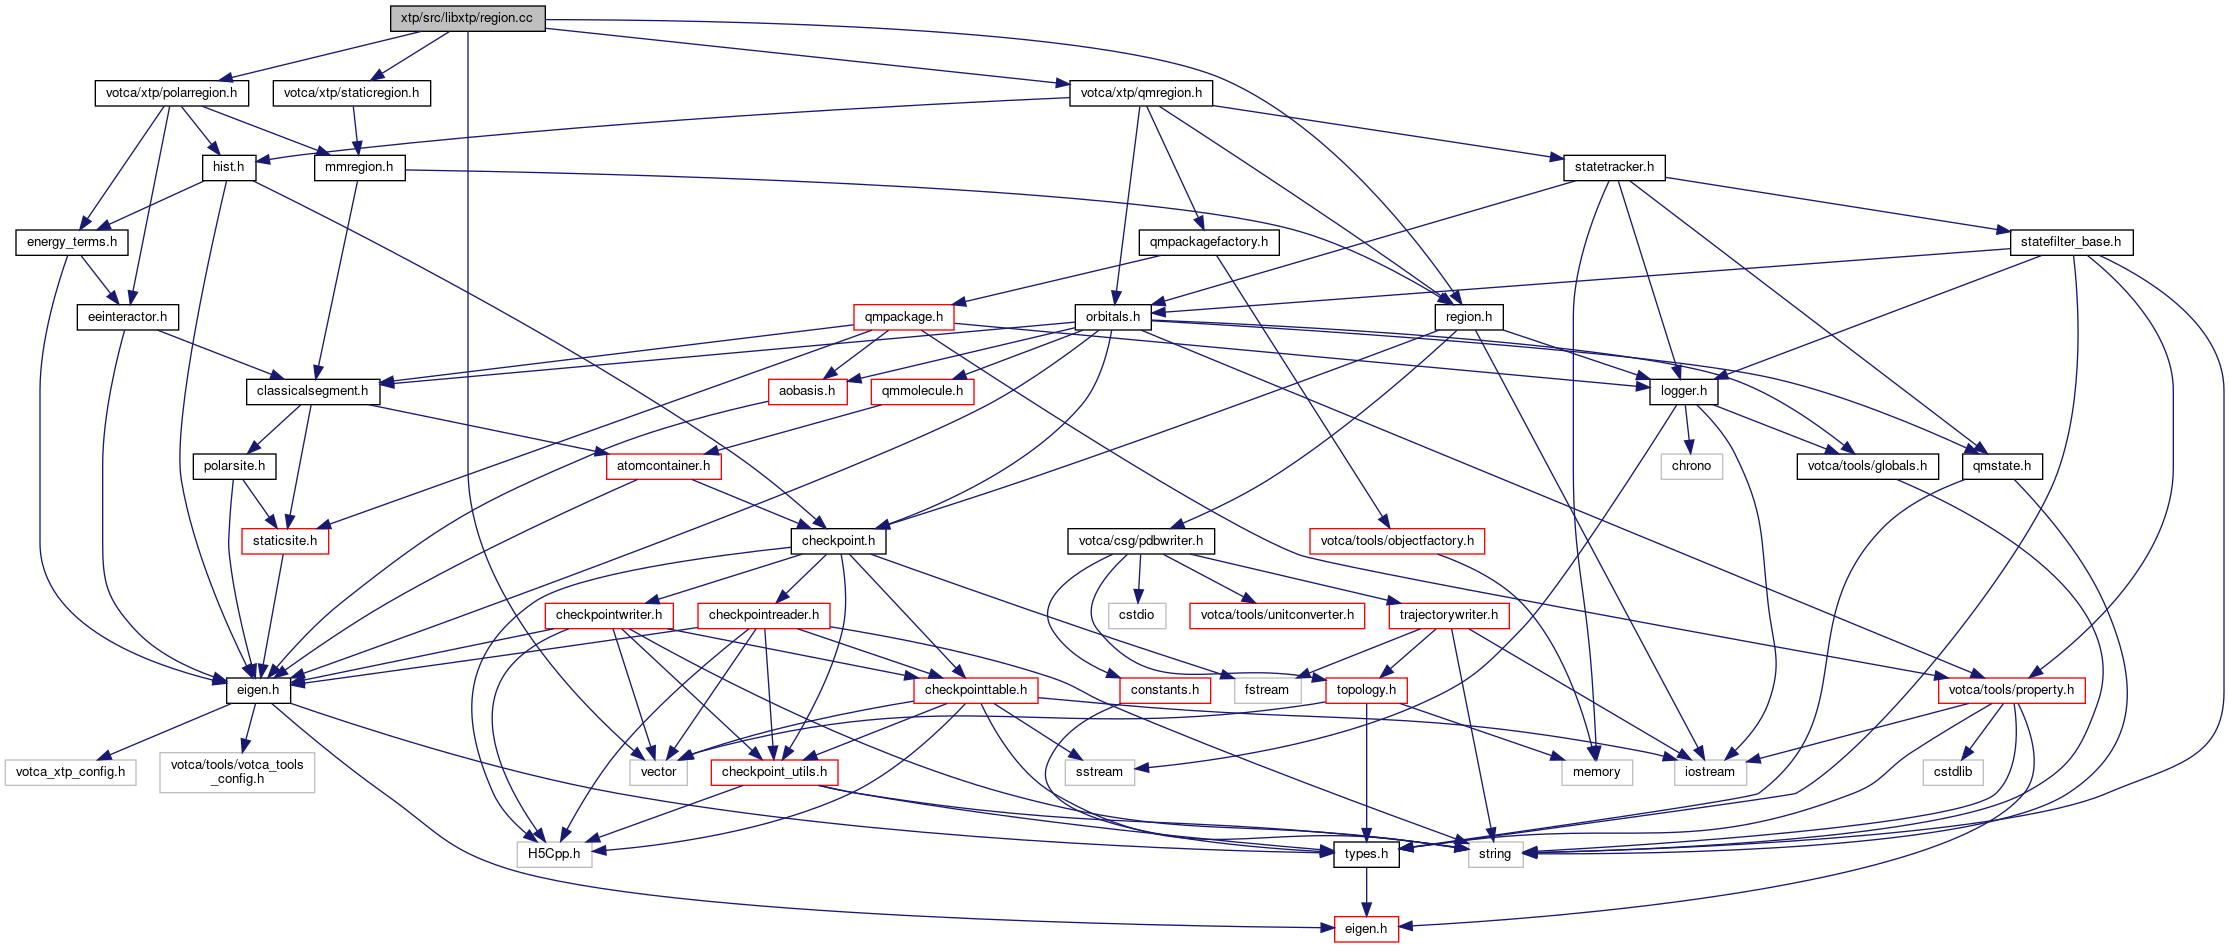 xtp/src/libxtp/region.cc
votca/xtp/polarregion.h
votca/xtp/staticregion.h
votca/xtp/qmregion.h
hist.h
mmregion.h
statetracker.h
energy_terms.h
qmpackagefactory.h
statefilter_base.h
eeinteractor.h
qmpackage.h
orbitals.h
region.h
classicalsegment.h
aobasis.h
qmmolecule.h
logger.h
polarsite.h
atomcontainer.h
chrono
votca/tools/globals.h
qmstate.h
staticsite.h
checkpoint.h
votca/csg/pdbwriter.h
votca/tools/objectfactory.h
checkpointwriter.h
checkpointreader.h
cstdio
votca/tools/unitconverter.h
trajectorywriter.h
eigen.h
checkpointtable.h
constants.h
fstream
topology.h
votca/tools/property.h
votca_xtp_config.h
votca/tools/votca_tools
_config.h
vector
checkpoint_utils.h
sstream
memory
iostream
cstdlib
H5Cpp.h
types.h
string
eigen.h